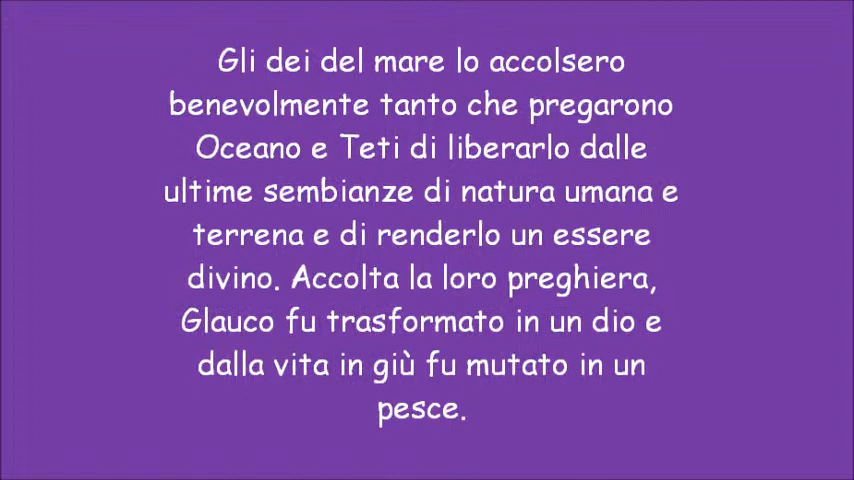 Gli dei del mare lo accolsero
benevolmente tanto che pregarono
Oceano e Teti di liberarlo dalle
ultime sembianze di natura umana e
terrena e di renderlo un essere
divino. Accolta la loro preghiera,
Glauco fu trasformato in un dio e
dalla vita in giù fu mutato in un
pesce.